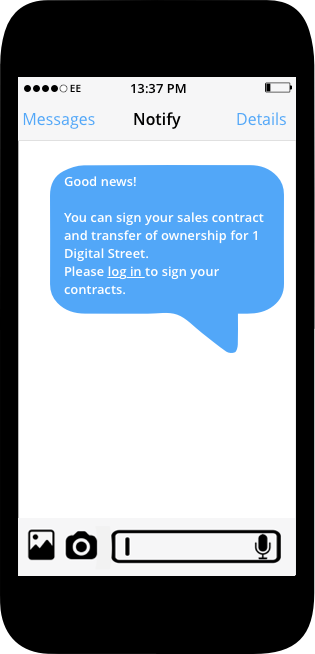 EE 13:37 PM
Messages Notify Details
Good news!
You can sign your sales contract
and transfer of ownership for 1
Digital Street.
Please log in to sign your
contracts.